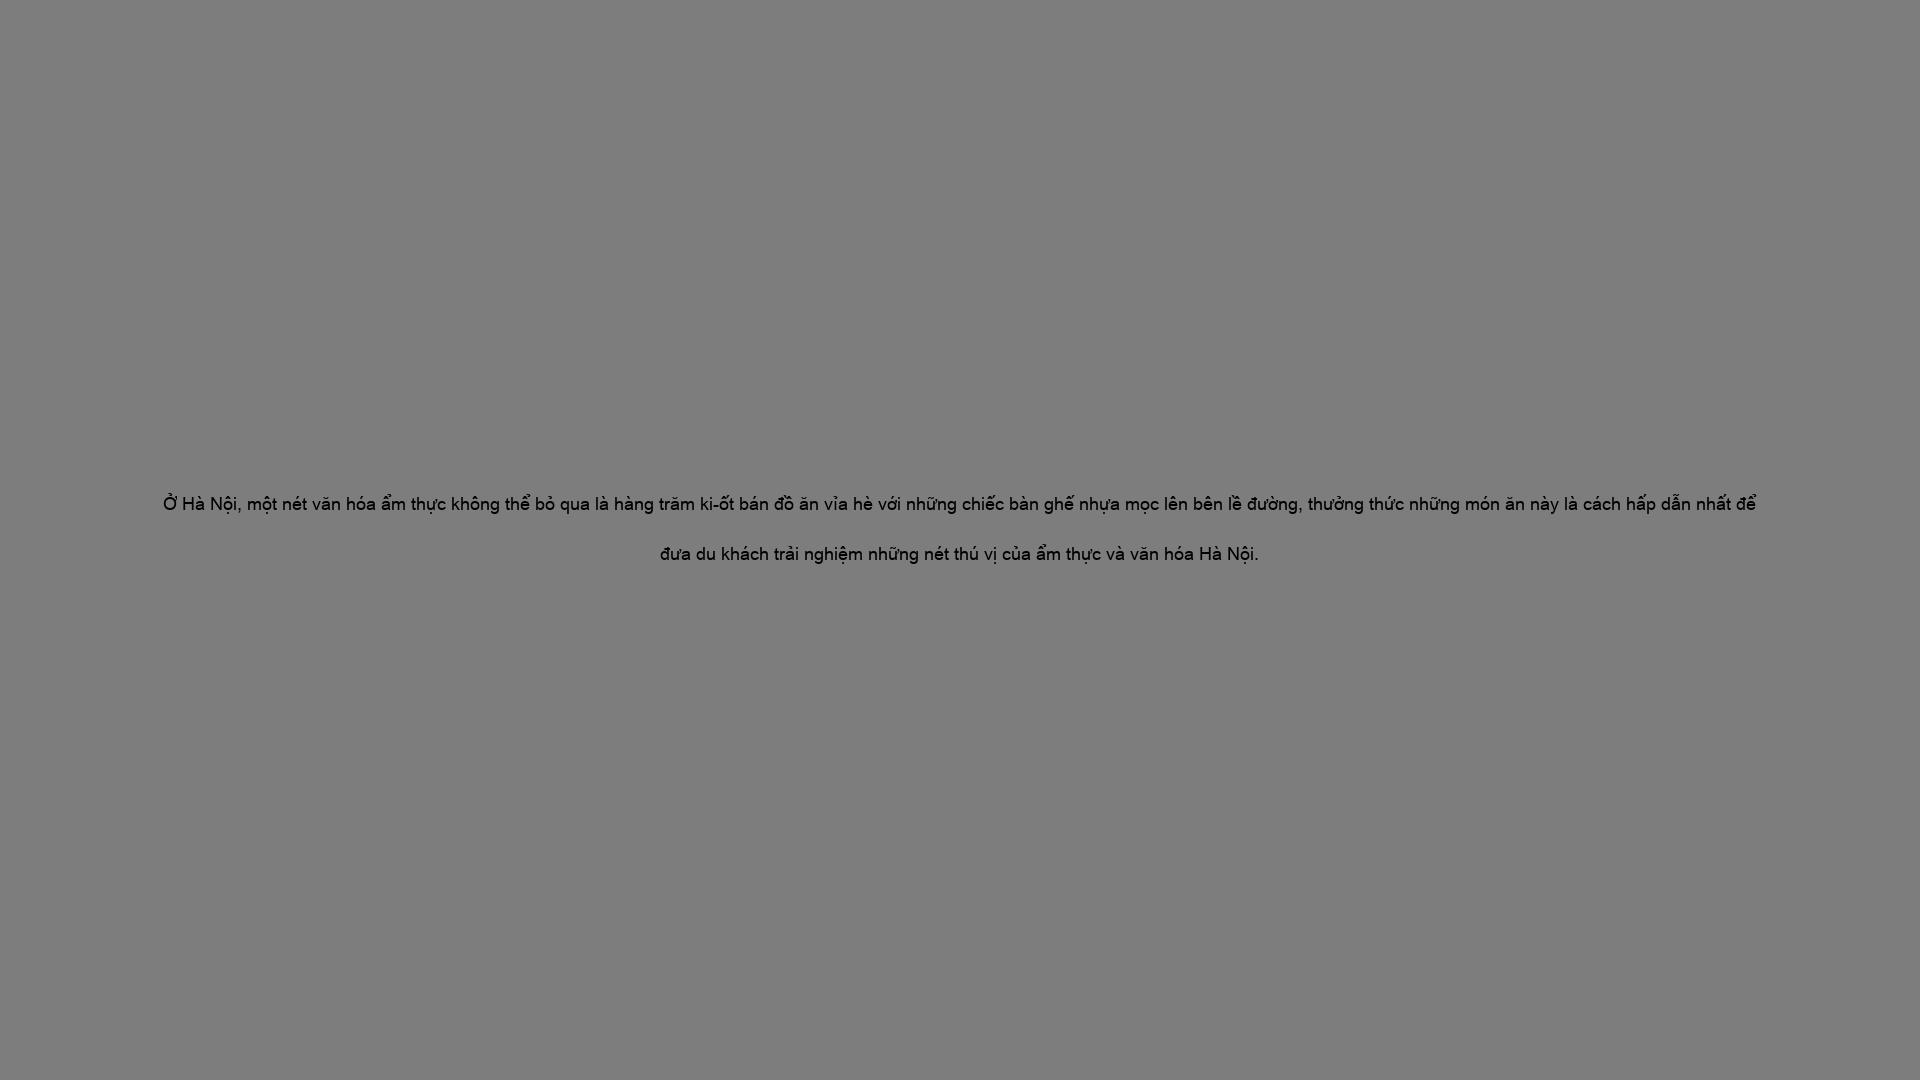 Ở Hà Nội, một nét văn hóa ẩm thực không thể bỏ qua là hàng trăm ki-ốt bán đồ ăn vỉa hè với những chiếc bàn ghế nhựa mọc lên bên lề đường, thưởng thức những món ăn này là cách hấp dẫn nhất để
đưa du khách trải nghiệm những nét thú vị của ẩm thực và văn hóa Hà Nội.